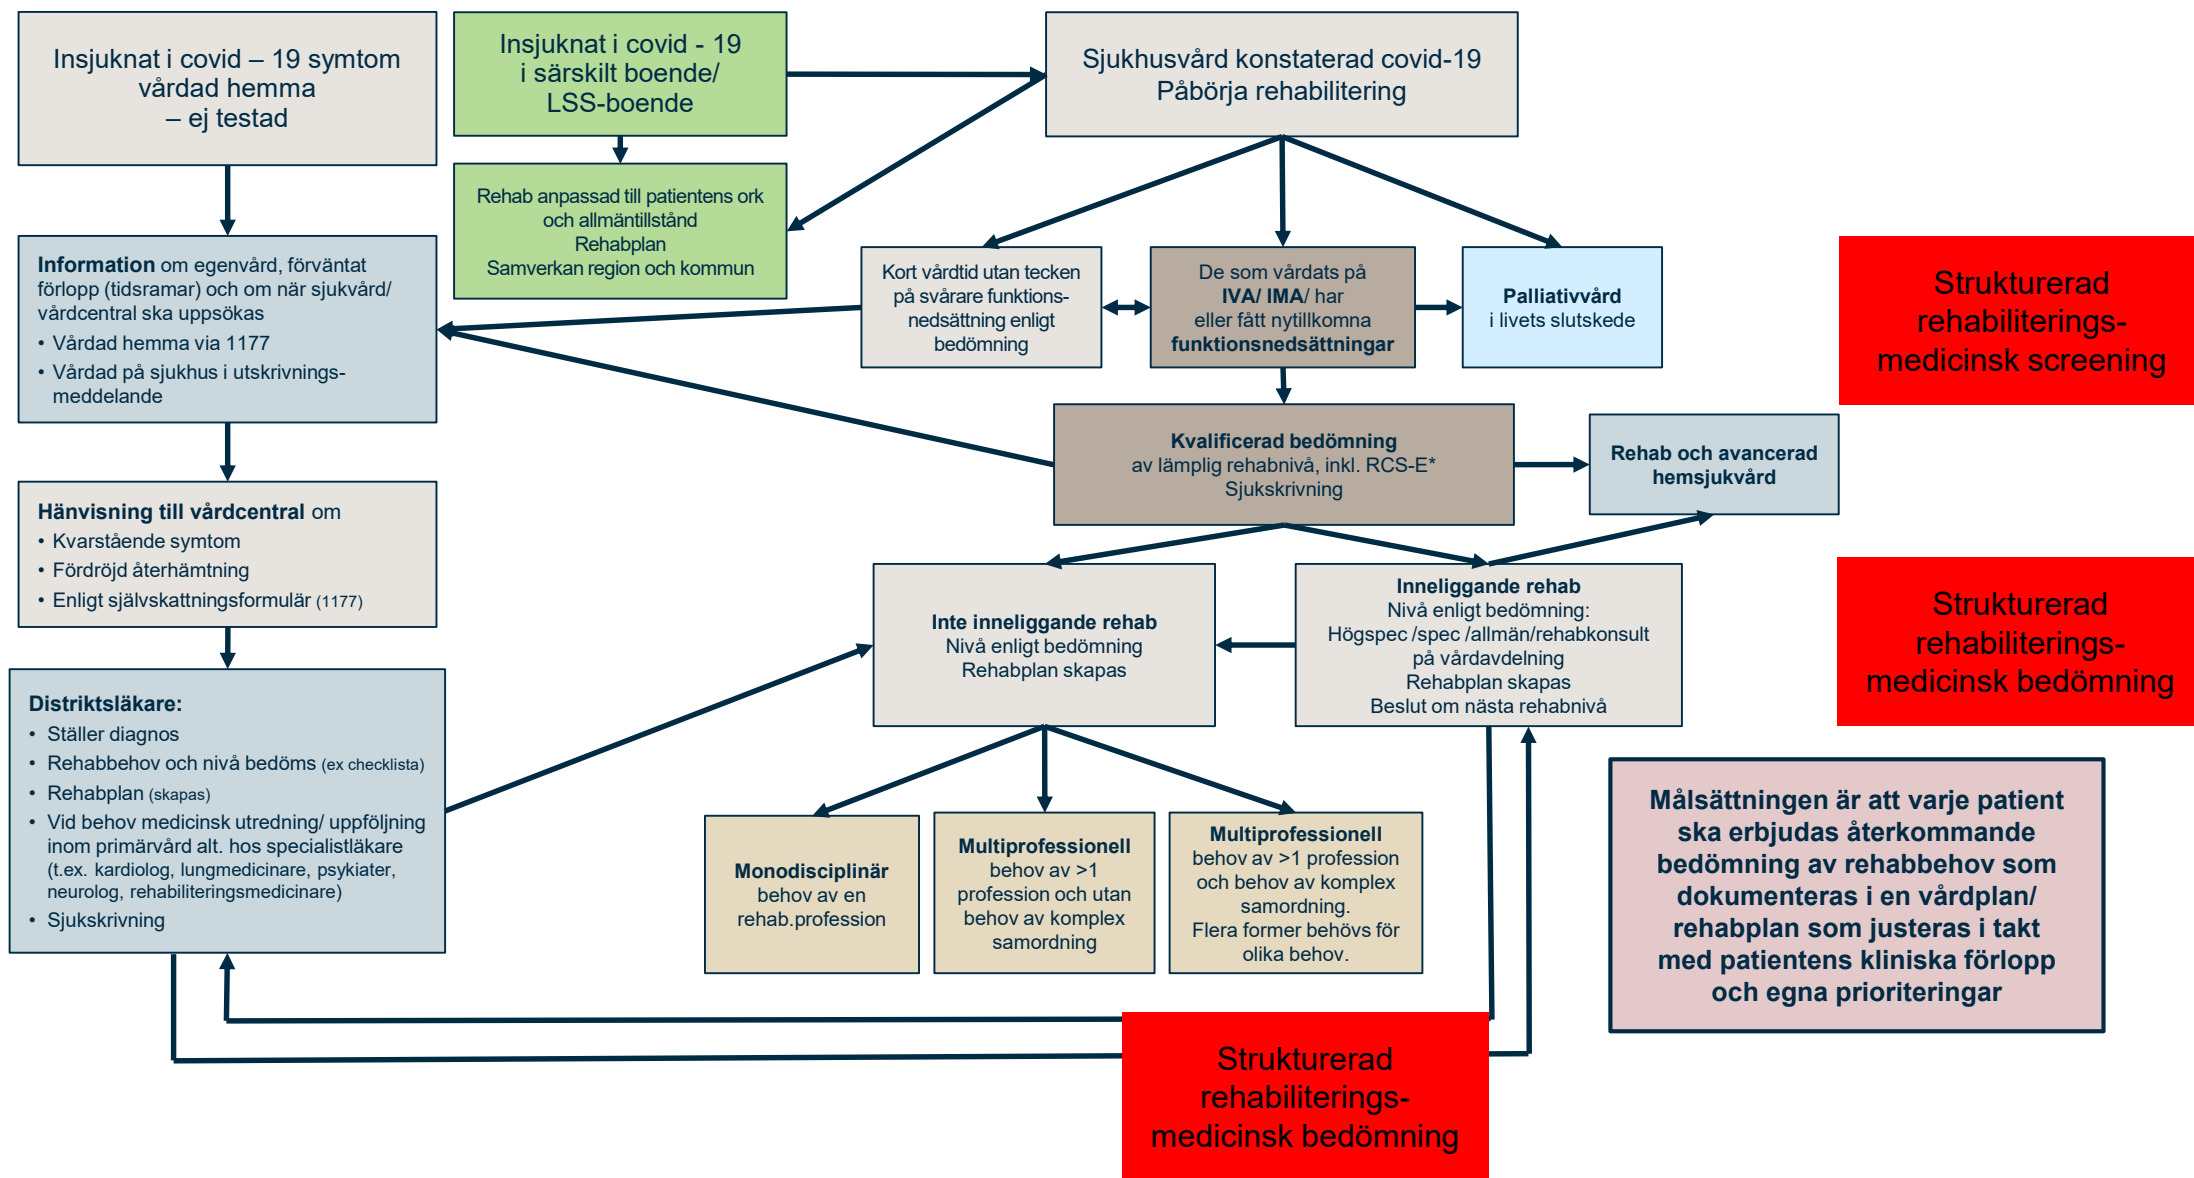 Insjuknat i covid – 19 symtom
vårdad hemma
– ej testad
Insjuknat i covid - 19
i särskilt boende/
LSS-boende
Sjukhusvård konstaterad covid-19
Påbörja rehabilitering
Rehab anpassad till patientens ork
och allmäntillstånd
Rehabplan
Samverkan region och kommun
Information om egenvård, förväntat
förlopp (tidsramar) och om när sjukvård/
vårdcentral ska uppsökas
• Vårdad hemma via 1177
• Vårdad på sjukhus i utskrivnings-
meddelande
Kort vårdtid utan tecken
på svårare funktions-
nedsättning enligt
bedömning
De som vårdats på
IVA/ IMA/ har
eller fått nytillkomna
funktionsnedsättningar
Palliativvård
i livets slutskede
Strukturerad
rehabiliterings-
medicinsk screening
Kvalificerad bedömning
av lämplig rehabnivå, inkl. RCS-E*
Sjukskrivning
Rehab och avancerad
hemsjukvård
Hänvisning till vårdcentral om
• Kvarstående symtom
• Fördröjd återhämtning
• Enligt självskattningsformulär (1177)
Inte inneliggande rehab
Nivå enligt bedömning
Rehabplan skapas
Inneliggande rehab
Nivå enligt bedömning:
Högspec /spec /allmän/rehabkonsult
på vårdavdelning
Rehabplan skapas
Beslut om nästa rehabnivå
Strukturerad
rehabiliterings-
medicinsk bedömning
Distriktsläkare:
• Ställer diagnos
• Rehabbehov och nivå bedöms (ex checklista)
• Rehabplan (skapas)
• Vid behov medicinsk utredning/ uppföljning
inom primärvård alt. hos specialistläkare
(t.ex. kardiolog, lungmedicinare, psykiater,
neurolog, rehabiliteringsmedicinare)
• Sjukskrivning
Monodisciplinär
behov av en
rehab.profession
Multiprofessionell
behov av >1
profession och utan
behov av komplex
samordning
Multiprofessionell
behov av >1 profession
och behov av komplex
samordning.
Flera former behövs för
olika behov.
Målsättningen är att varje patient
ska erbjudas återkommande
bedömning av rehabbehov som
dokumenteras i en vårdplan/
rehabplan som justeras i takt
med patientens kliniska förlopp
och egna prioriteringar
Strukturerad
rehabiliterings-
medicinsk bedömning